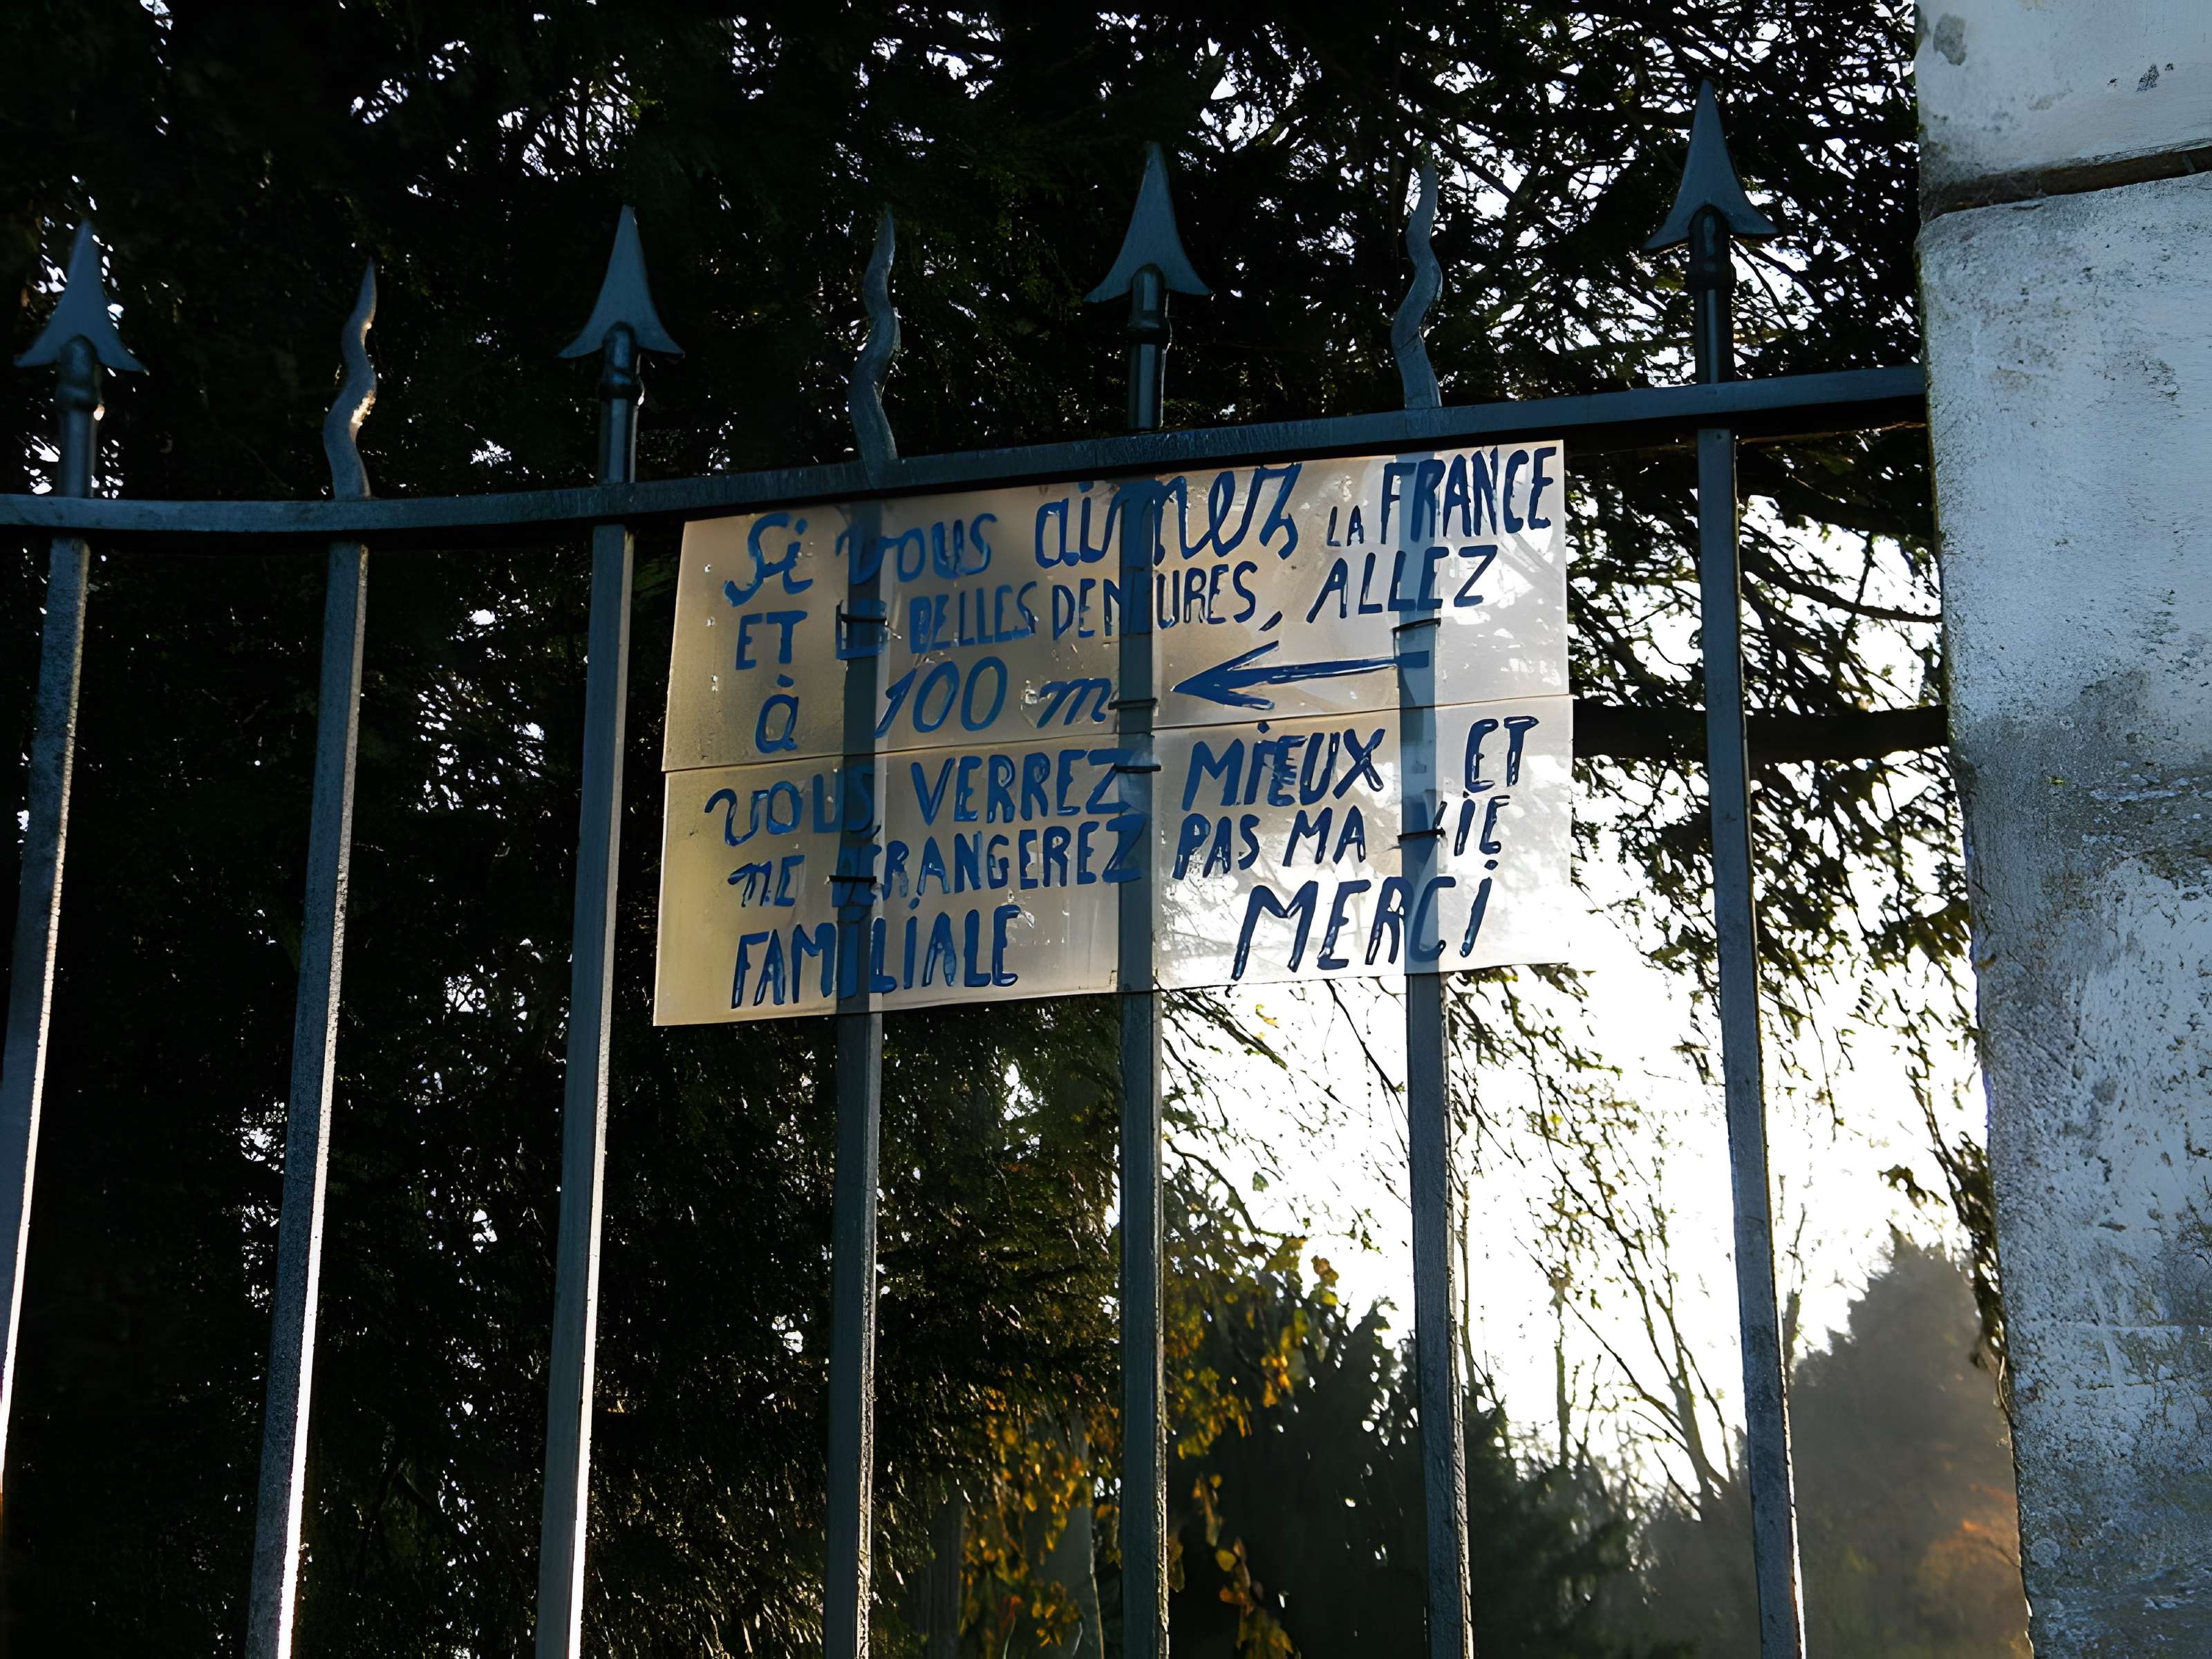 Si vous aimez LA FRANCE
ET LES BELLES DEMEURES, ALLEZ
À 100 m
VOUS VERREZ MIEUX ET
NE DÉRANGEREZ PAS MA VIE
FAMILIALE MERCI